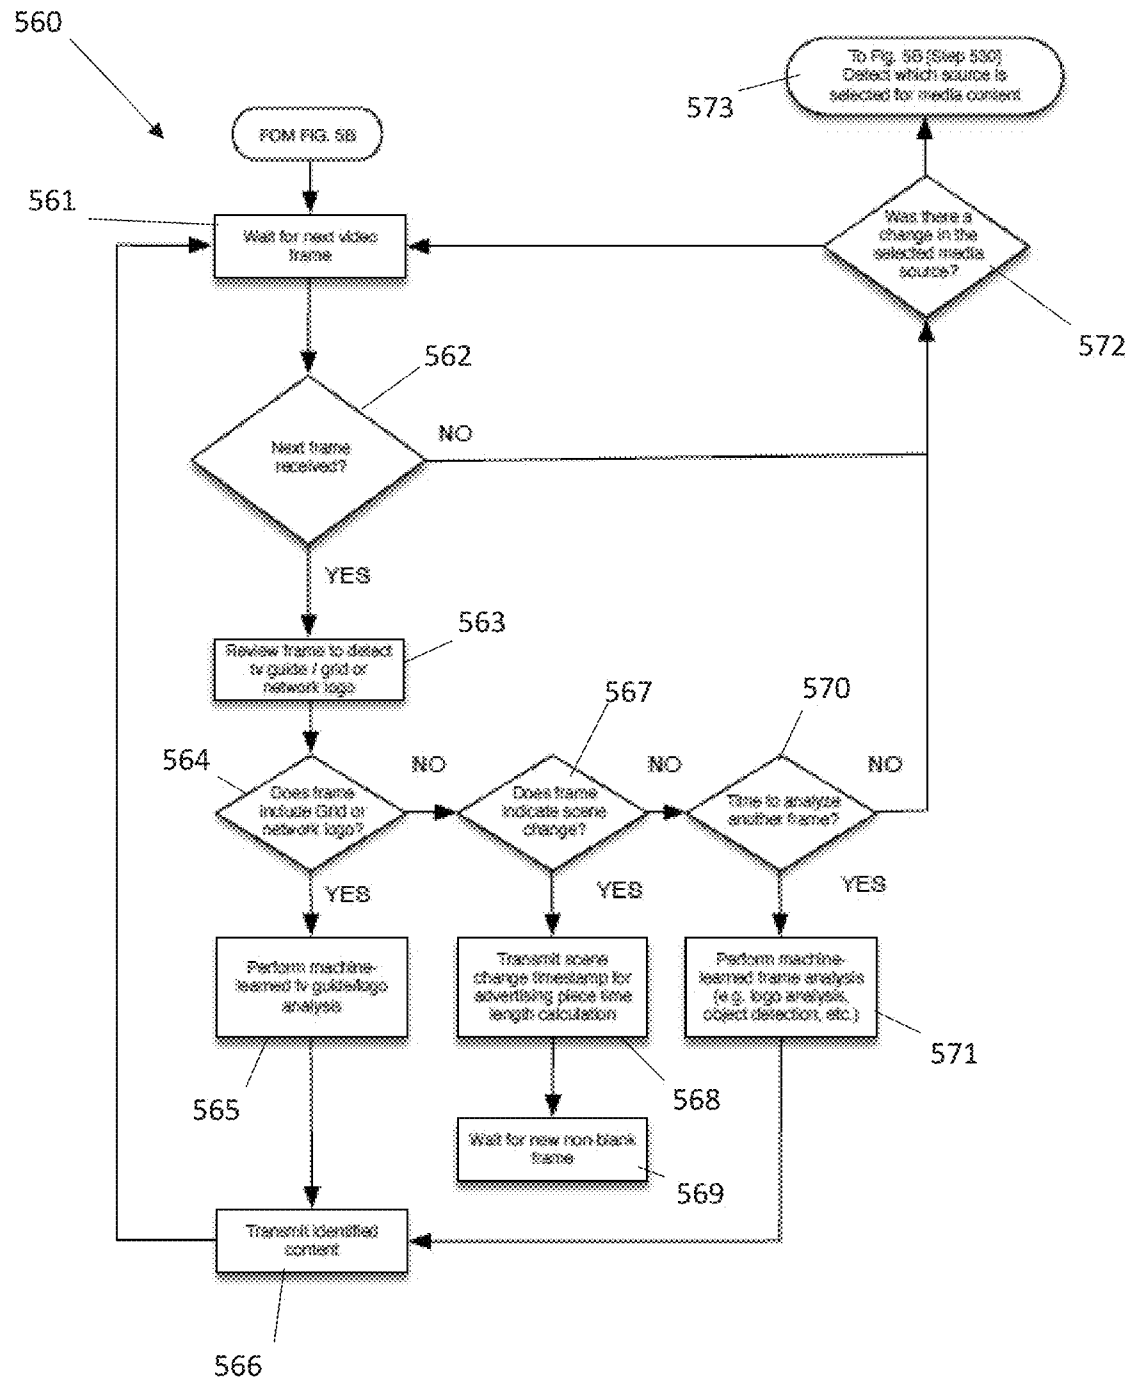 560
To Fig. 5B [Step 530]
Detect which source is
selected for media content
573
FOM FIG. 5B
561
Wait for next video
frame
Was there a
change in the
selected media
source?
572
562
Next frame
received?
NO
YES
563
Review frame to detect
tv guide / grid or
network logo
564
Does frame
include Grid or
network logo?
NO
567
Does frame
indicate scene
change?
NO
570
Time to analyze
another frame?
NO
YES
YES
YES
Perform machine-
learned tv guide/logo
analysis
565
Transmit scene
change timestamp for
advertising place time
length calculation
568
Perform machine-
learned frame analysis
(e.g. logo analysis,
object detection, etc.)
571
Wait for new non-blank
frame
569
Transmit identified
content
566